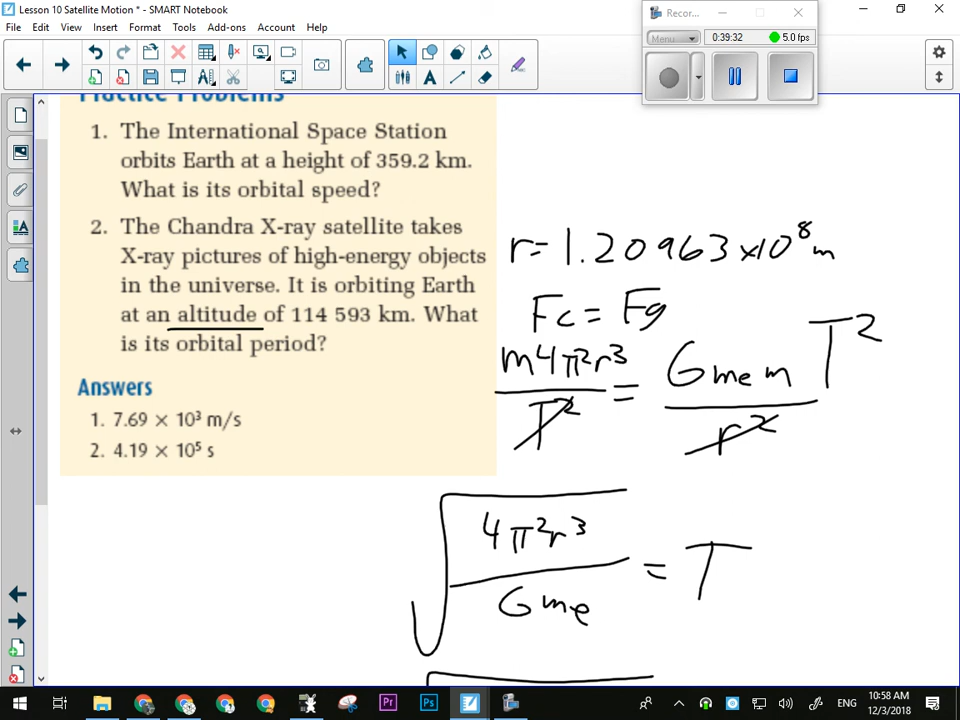 Lesson 10 Satellite Motion * - SMART Notebook
File Edit View Insert Format Tools Add-ons Account Help
Recor...
Menu
0:39:32
5.0 fps
Practice Problems
1. The International Space Station
orbits Earth at a height of 359.2 km.
What is its orbital speed?
2. The Chandra X-ray satellite takes
X-ray pictures of high-energy objects
in the universe. It is orbiting Earth
at an altitude of 114 593 km. What
is its orbital period?
Answers
1. 7.69 × 10³ m/s
2. 4.19 × 10⁵ s
r = 1.20963 x10⁸ m
Fc = Fg
m4π²r³ = G me m T²
T² r²
√ 4π²r³ = T
G me
ENG
10:58 AM
12/3/2018